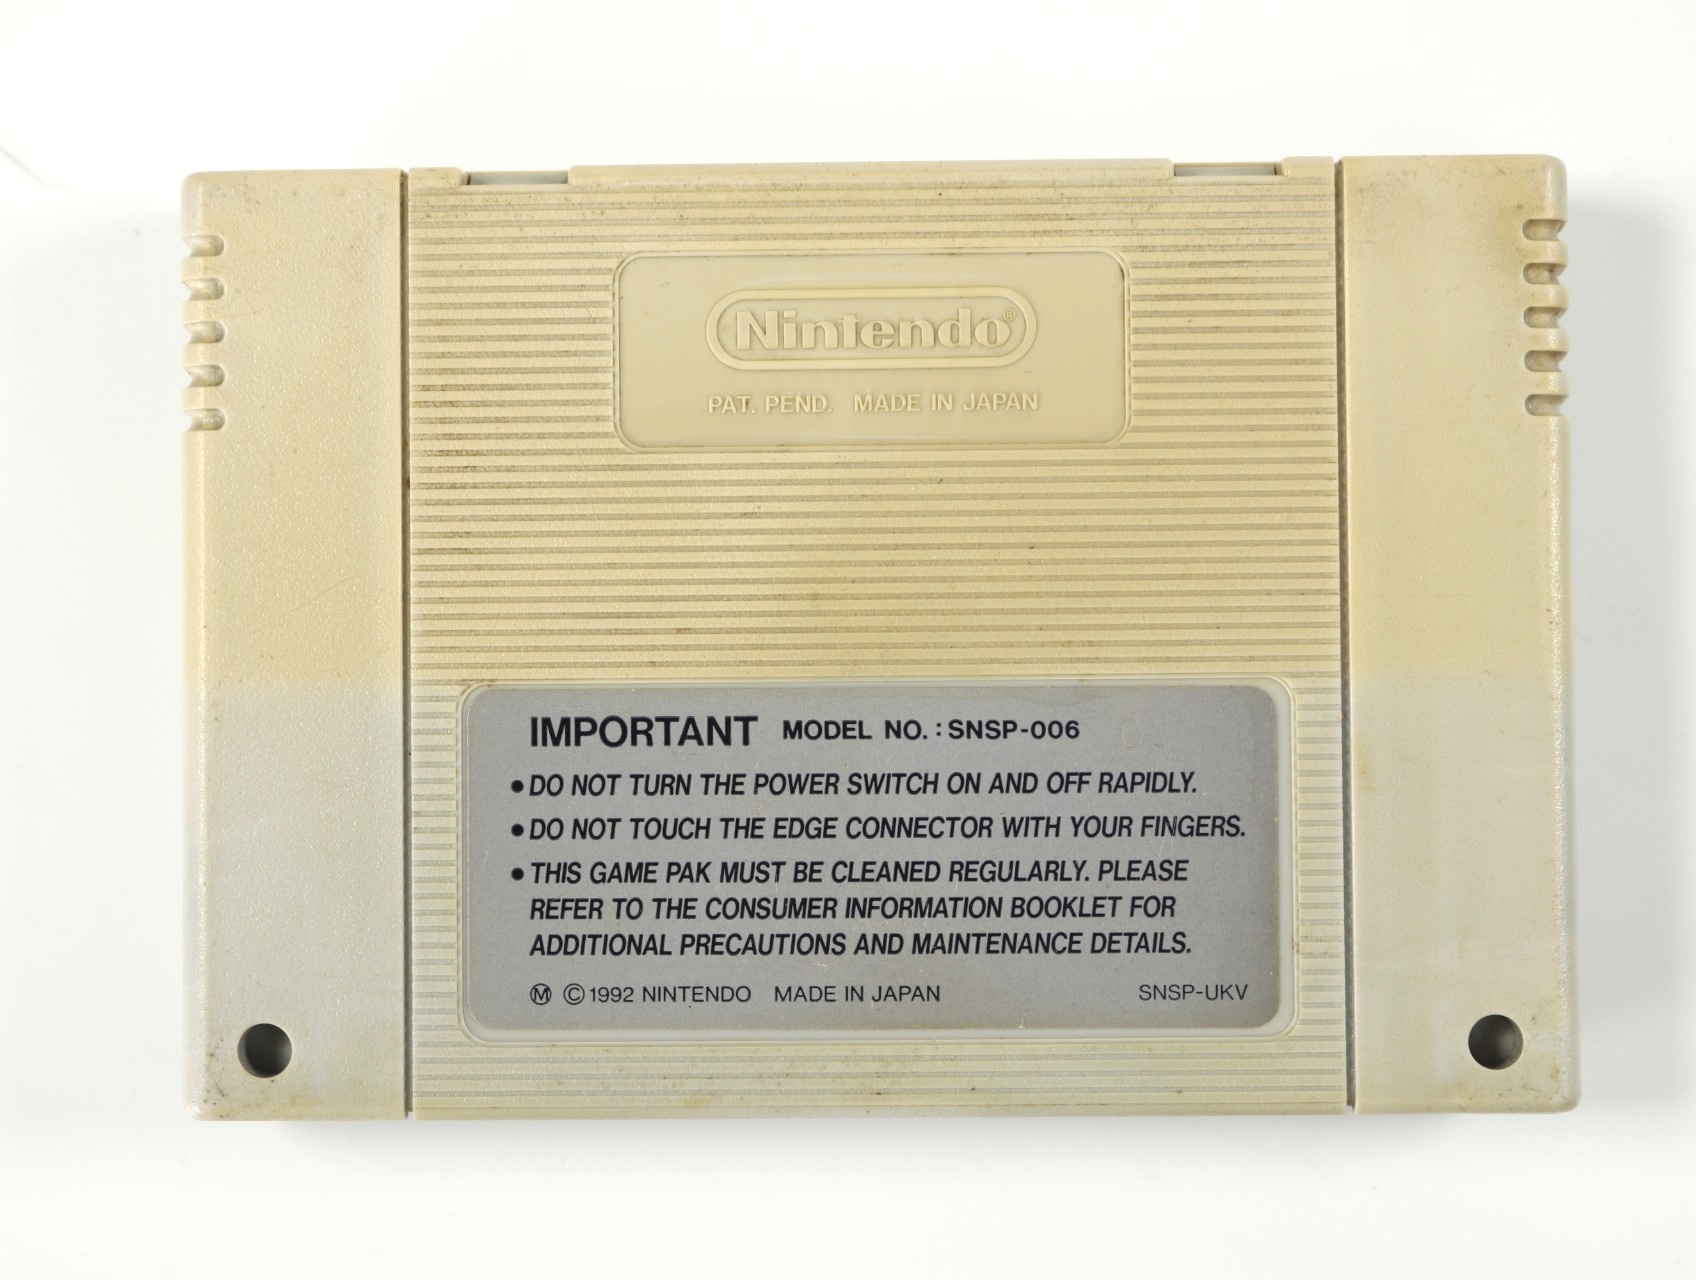 Nintendo®
PAT. PEND. MADE IN JAPAN
IMPORTANT MODEL NO.: SNSP-006
•DO NOT TURN THE POWER SWITCH ON AND OFF RAPIDLY.
•DO NOT TOUCH THE EDGE CONNECTOR WITH YOUR FINGERS.
•THIS GAME PAK MUST BE CLEANED REGULARLY. PLEASE
REFER TO THE CONSUMER INFORMATION BOOKLET FOR
ADDITIONAL PRECAUTIONS AND MAINTENANCE DETAILS.
Ⓜ ©1992 NINTENDO MADE IN JAPAN SNSP-UKV